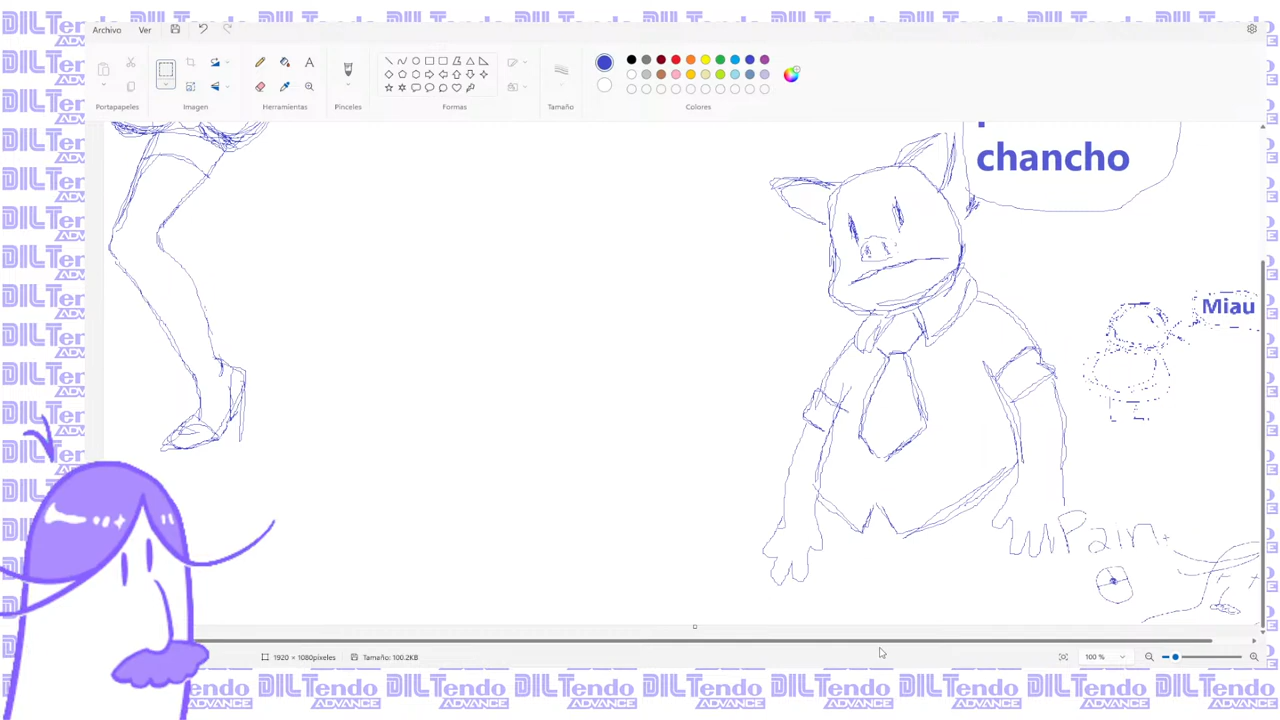 Archivo Ver
Portapapeles Imagen Herramientas Pinceles Formas Tamaño Colores
chancho
Miau
Pain.
1920 × 1080píxeles Tamaño: 100.2KB 100 %
DILTendo ADVANCE